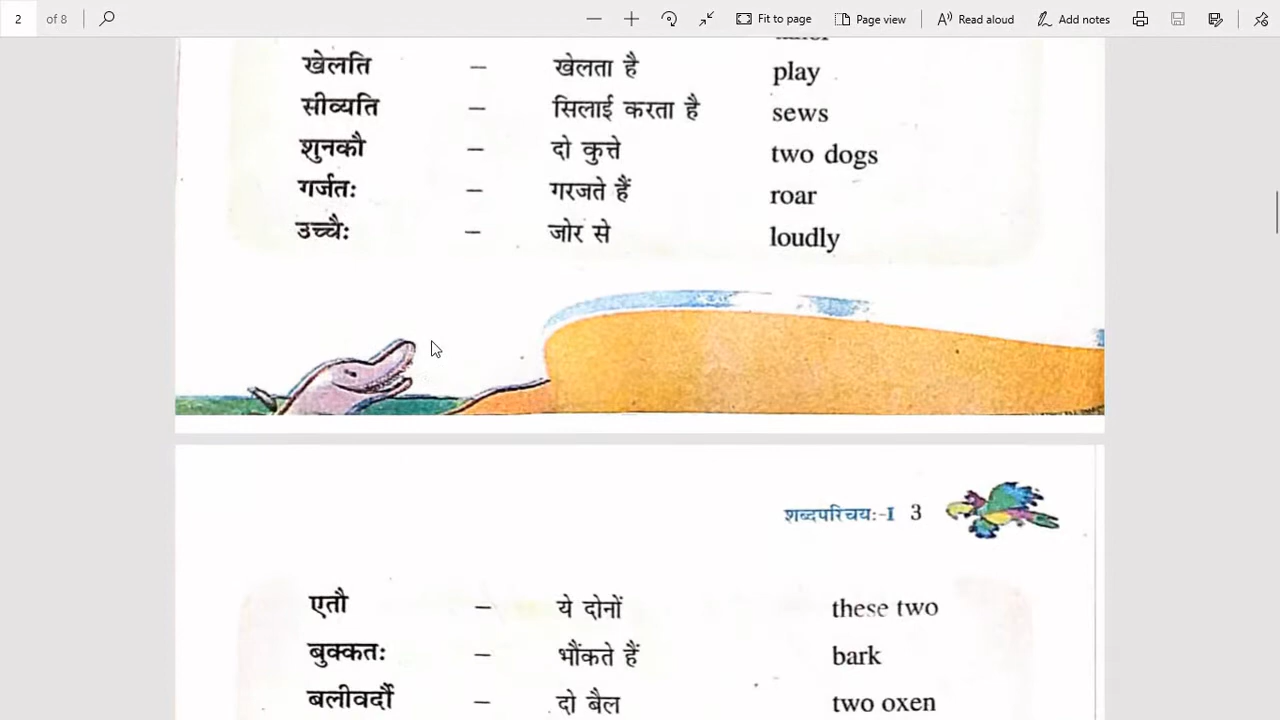 2 of 8 Fit to page Page view Read aloud Add notes
खेलति – खेलता है play
सीव्यति – सिलाई करता है sews
शुनकौ – दो कुत्ते two dogs
गर्जतः – गरजते हैं roar
उच्चैः – जोर से loudly
शब्दपरिचयः-I 3
एतौ – ये दोनों these two
बुक्कतः – भौंकते हैं bark
बलीवर्दौ – दो बैल two oxen